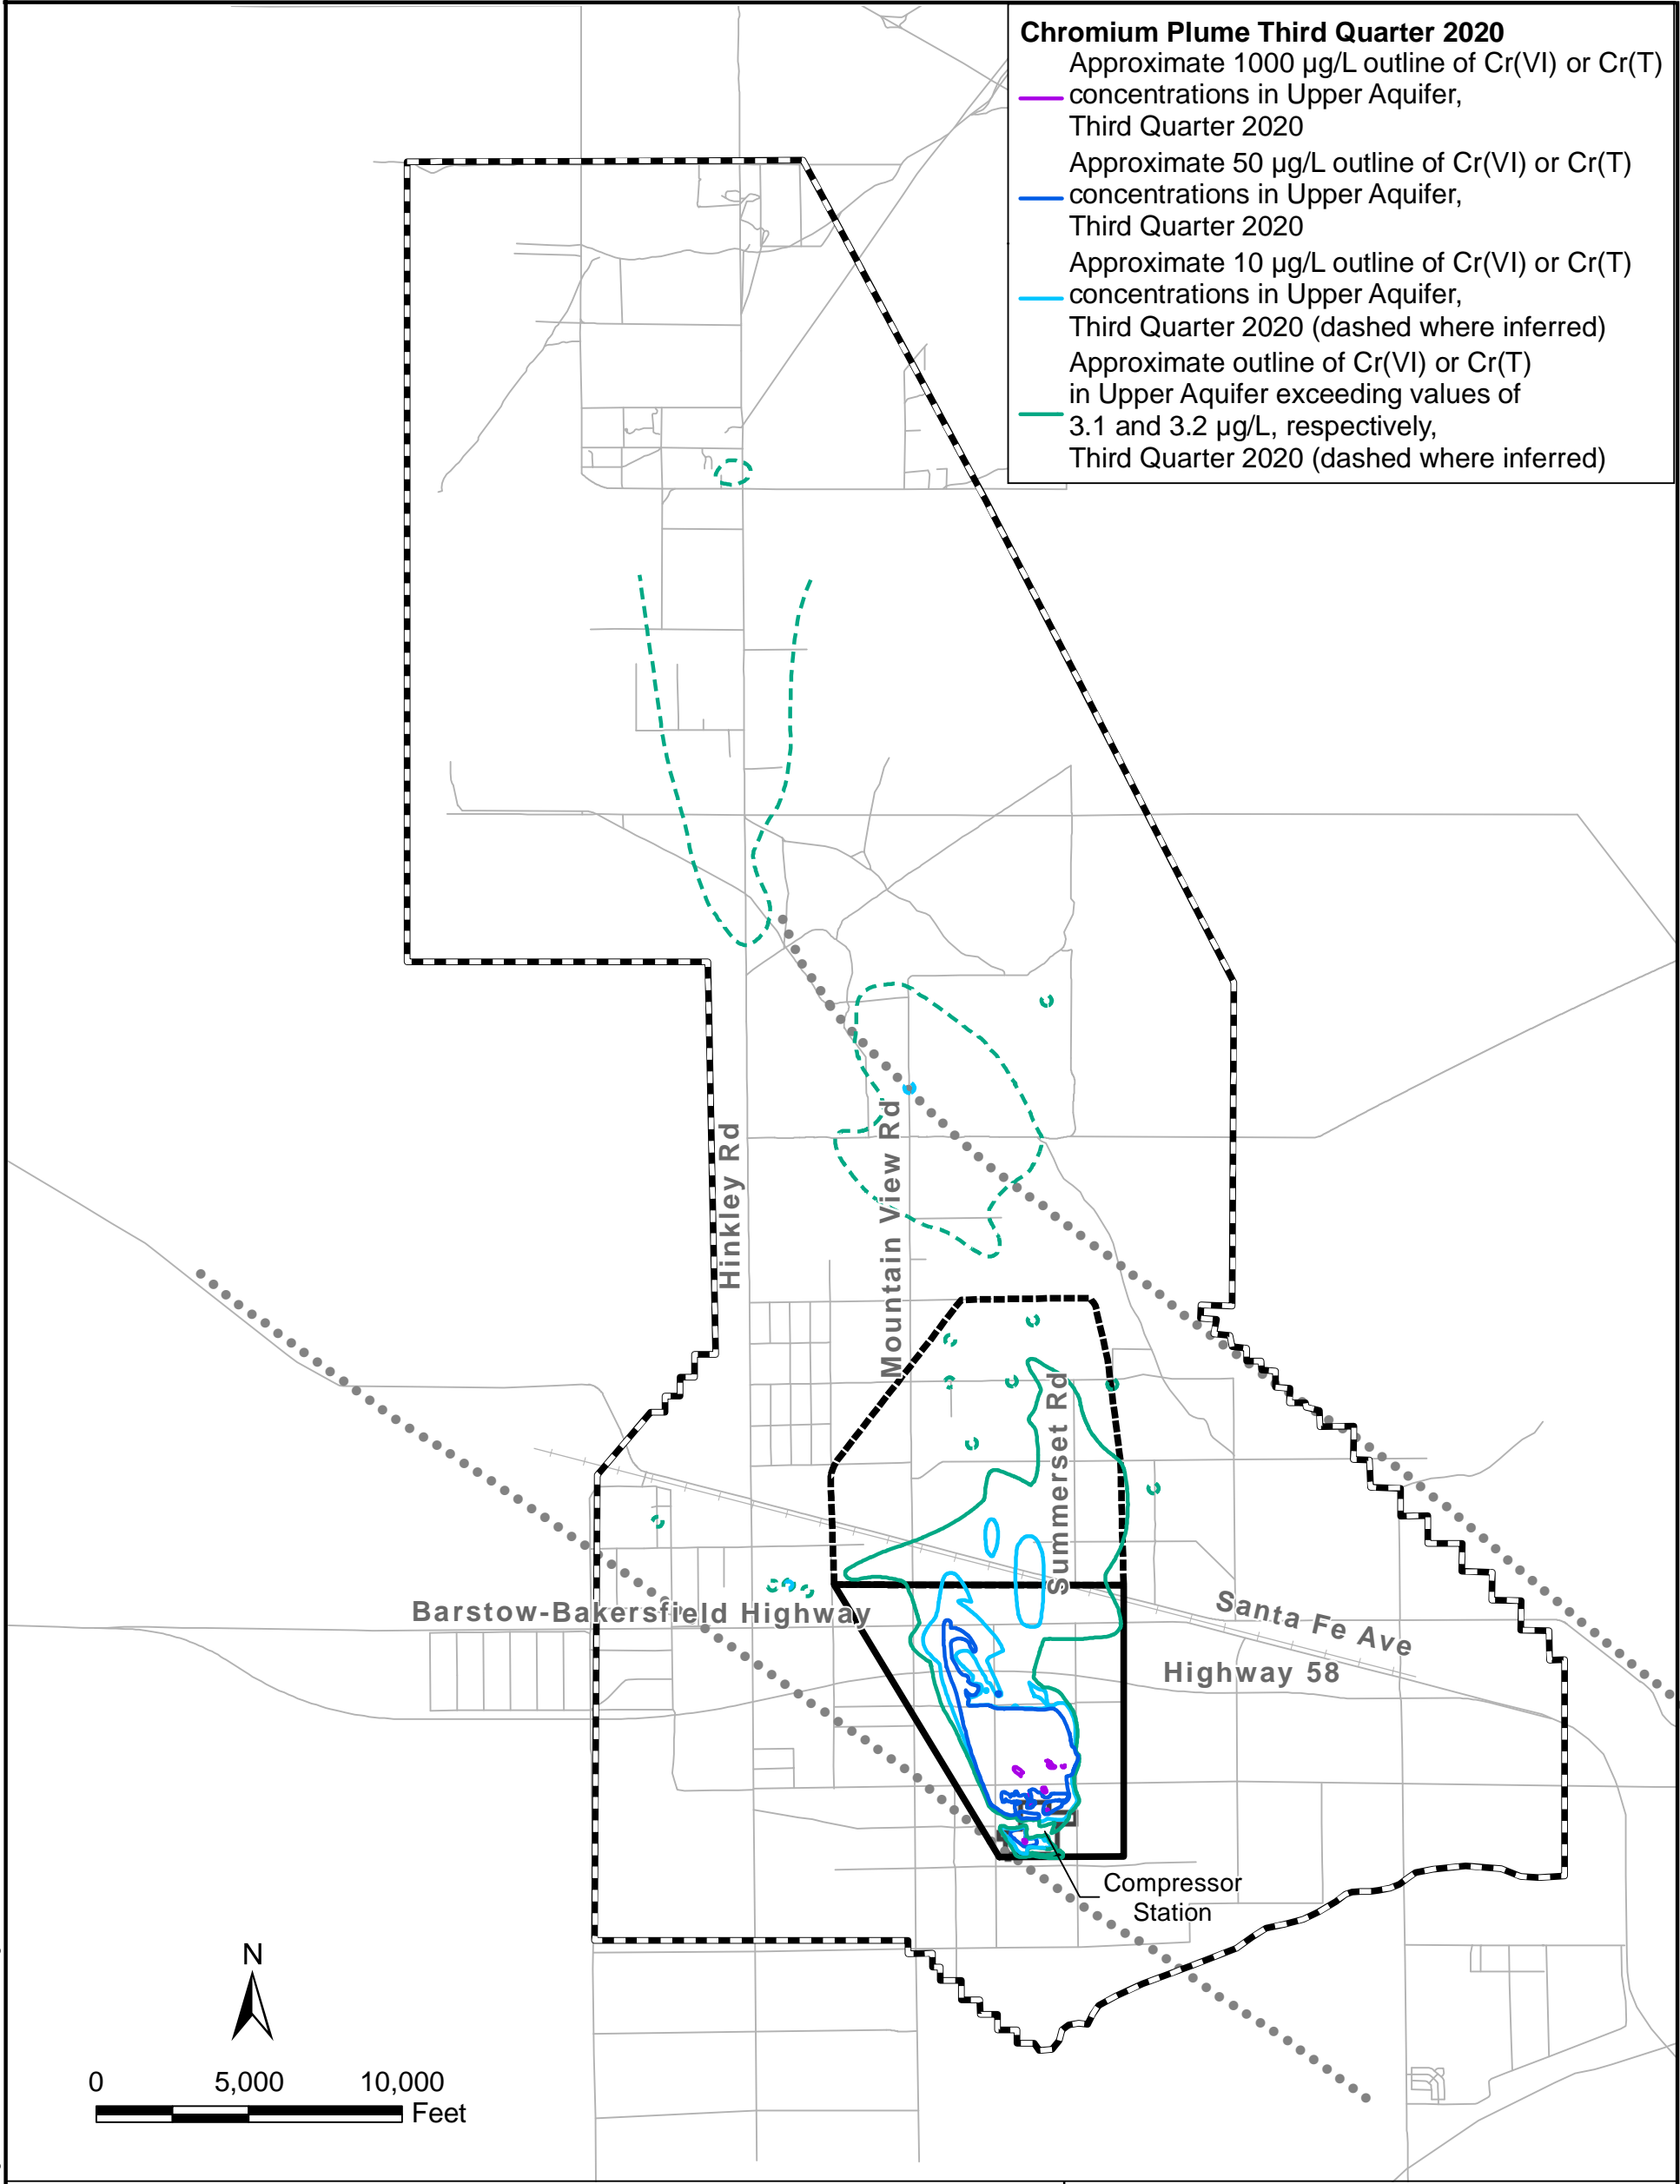 Chromium Plume Third Quarter 2020
Approximate 1000 µg/L outline of Cr(VI) or Cr(T)
concentrations in Upper Aquifer,
Third Quarter 2020
Approximate 50 µg/L outline of Cr(VI) or Cr(T)
concentrations in Upper Aquifer,
Third Quarter 2020
Approximate 10 µg/L outline of Cr(VI) or Cr(T)
concentrations in Upper Aquifer,
Third Quarter 2020 (dashed where inferred)
Approximate outline of Cr(VI) or Cr(T)
in Upper Aquifer exceeding values of
3.1 and 3.2 µg/L, respectively,
Third Quarter 2020 (dashed where inferred)
Hinkley Rd
Mountain View Rd
Summerset Rd
Barstow-Bakersfield Highway
Santa Fe Ave
Highway 58
Compressor
Station
N
0 5,000 10,000
Feet